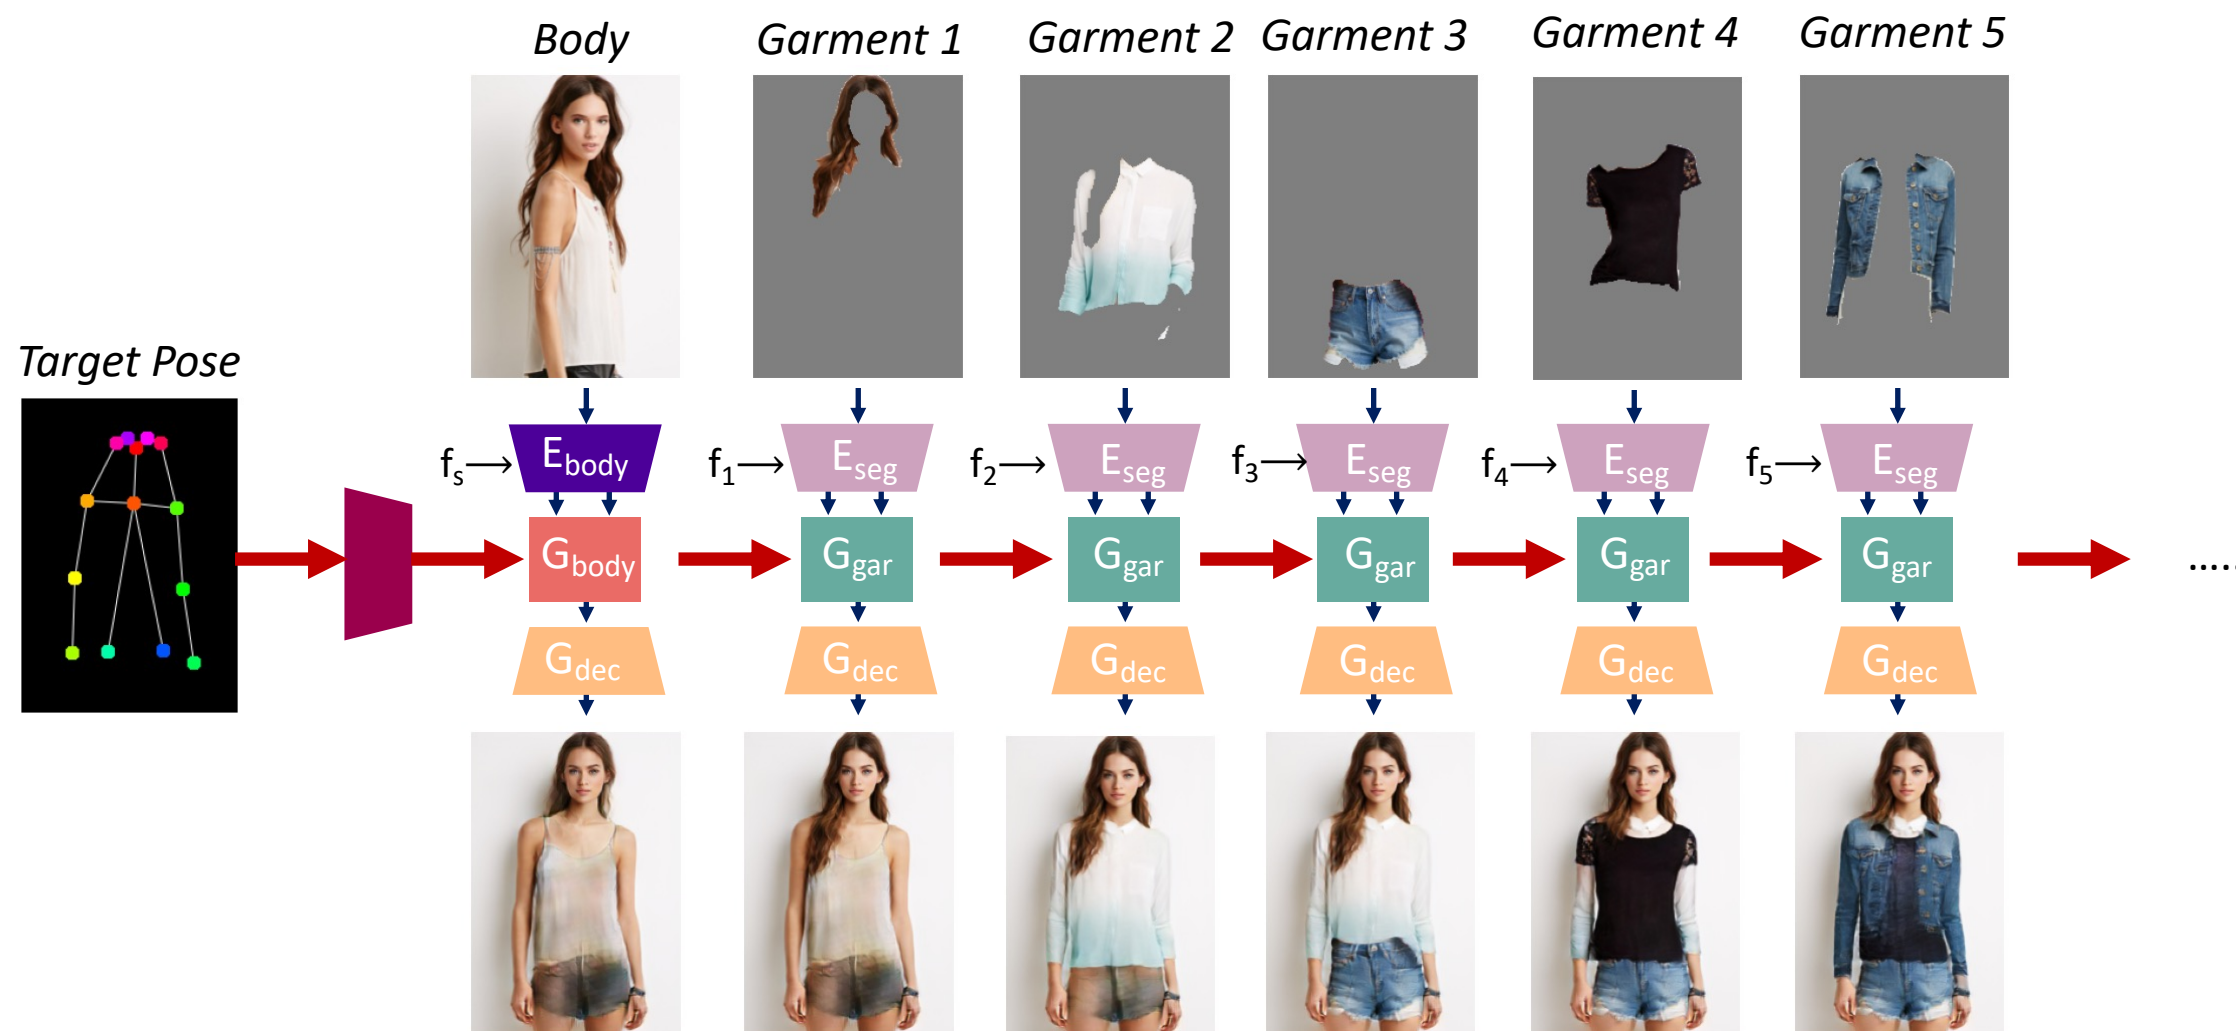 Body
Garment 1
Garment 2
Garment 3
Garment 4
Garment 5
Target Pose
fs
Ebody
f1
Eseg
f2
Eseg
f3
Eseg
f4
Eseg
f5
Eseg
Gbody
Ggar
Ggar
Ggar
Ggar
Ggar
.....
Gdec
Gdec
Gdec
Gdec
Gdec
Gdec